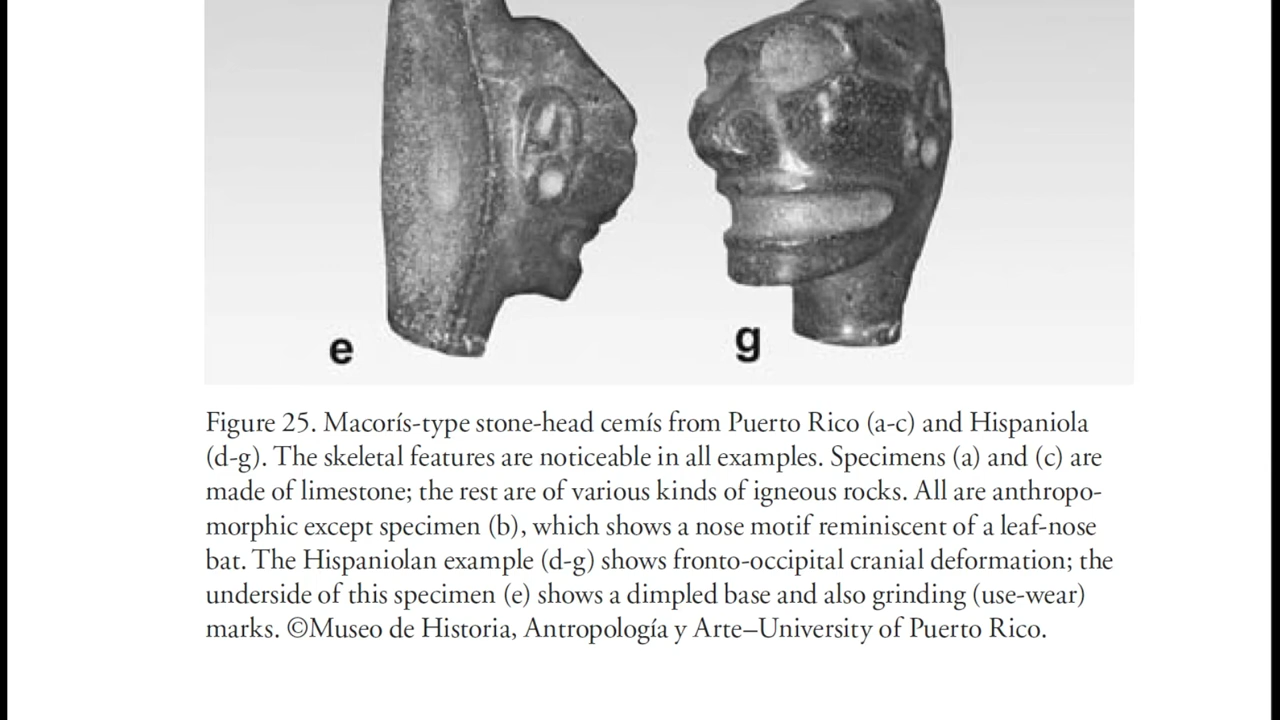 e
g
Figure 25. Macorís-type stone-head cemís from Puerto Rico (a-c) and Hispaniola
(d-g). The skeletal features are noticeable in all examples. Specimens (a) and (c) are
made of limestone; the rest are of various kinds of igneous rocks. All are anthropo-
morphic except specimen (b), which shows a nose motif reminiscent of a leaf-nose
bat. The Hispaniolan example (d-g) shows fronto-occipital cranial deformation; the
underside of this specimen (e) shows a dimpled base and also grinding (use-wear)
marks. ©Museo de Historia, Antropología y Arte–University of Puerto Rico.